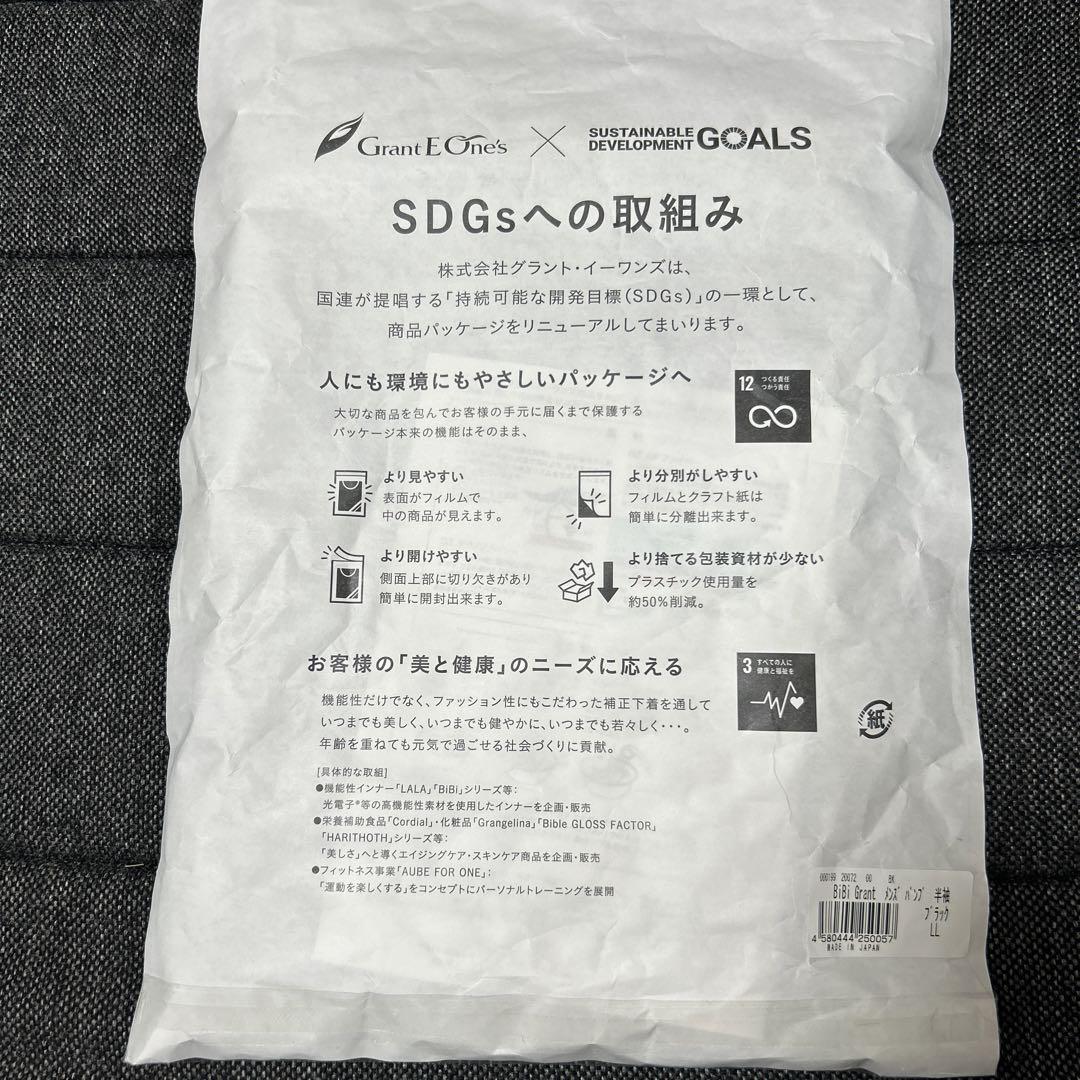 Grant E One's × SUSTAINABLE DEVELOPMENT GOALS
SDGsへの取組み
株式会社グラント・イーワンズは、
国連が提唱する「持続可能な開発目標(SDGs)」の一環として、
商品パッケージをリニューアルしてまいります。
人にも環境にもやさしいパッケージへ
12 つくる責任
つかう責任
大切な商品を包んでお客様の手元に届くまで保護する
パッケージ本来の機能はそのまま、
より見やすい
表面がフィルムで
中の商品が見えます。
より分別がしやすい
フィルムとクラフト紙は
簡単に分離出来ます。
より開けやすい
側面上部に切り欠きがあり
簡単に開封出来ます。
より捨てる包装資材が少ない
プラスチック使用量を
約50%削減。
お客様の「美と健康」のニーズに応える
3 すべての人に
健康と福祉を
機能性だけでなく、ファッション性にもこだわった補正下着を通して
いつまでも美しく、いつまでも健やかに、いつまでも若々しく・・・。
年齢を重ねても元気で過ごせる社会づくりに貢献。
紙
[具体的な取組]
●機能性インナー「LALA」「BiBi」シリーズ等:
光電子®等の高機能性素材を使用したインナーを企画・販売
●栄養補助食品「Cordial」・化粧品「Grangelina」「Bible GLOSS FACTOR」
「HARITHOTH」シリーズ等:
「美しさ」へと導くエイジングケア・スキンケア商品を企画・販売
●フィットネス事業「AUBE FOR ONE」:
「運動を楽しくする」をコンセプトにパーソナルトレーニングを展開
000199 20072 00 BK
BiBi Grant ﾒﾝｽﾞ ﾊﾟﾝﾌﾟ 半袖
ﾌﾞﾗｯｸ
LL
4 580444 250057
MADE IN JAPAN